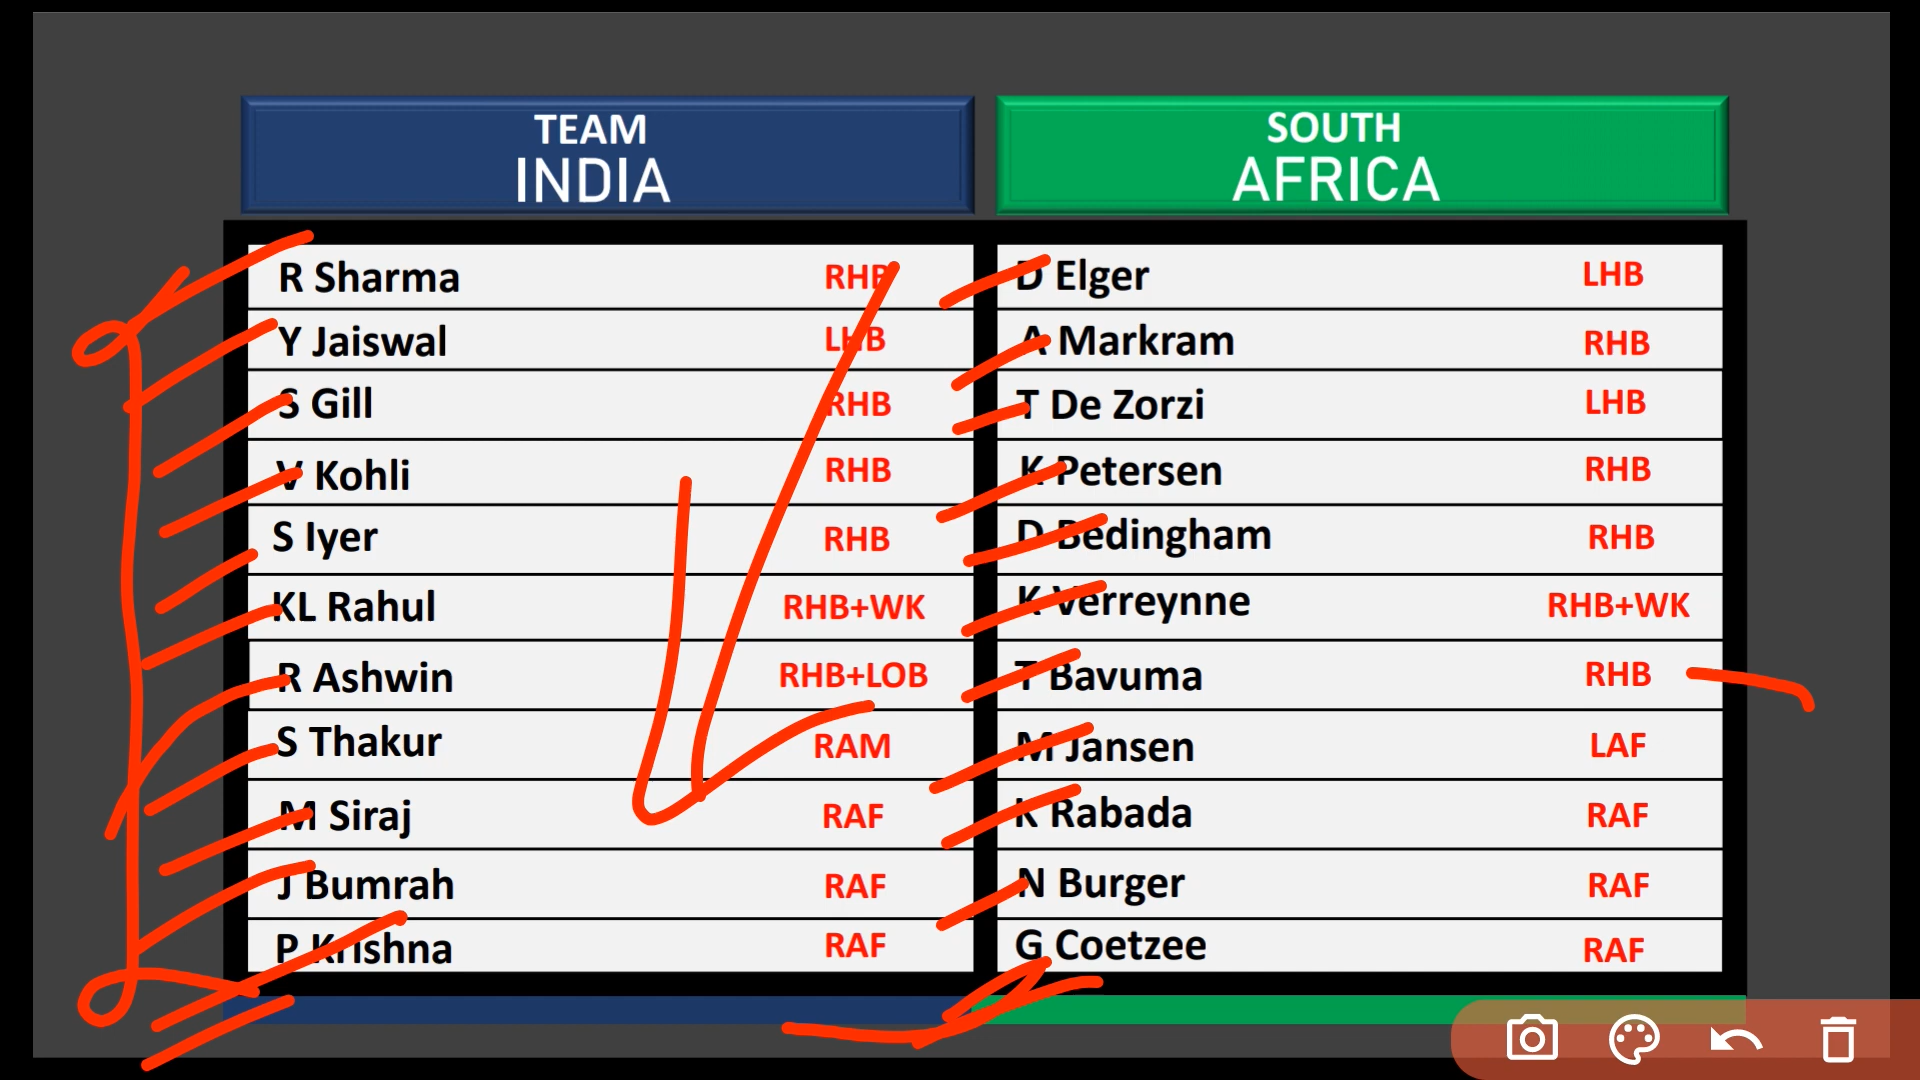 TEAM
INDIA
SOUTH
AFRICA
R Sharma RHB
Y Jaiswal LHB
S Gill RHB
V Kohli RHB
S Iyer RHB
KL Rahul RHB+WK
R Ashwin RHB+LOB
S Thakur RAM
M Siraj RAF
J Bumrah RAF
P Krishna RAF
D Elger LHB
A Markram RHB
T De Zorzi LHB
K Petersen RHB
D Bedingham RHB
K Verreynne RHB+WK
T Bavuma RHB
M Jansen LAF
K Rabada RAF
N Burger RAF
G Coetzee RAF